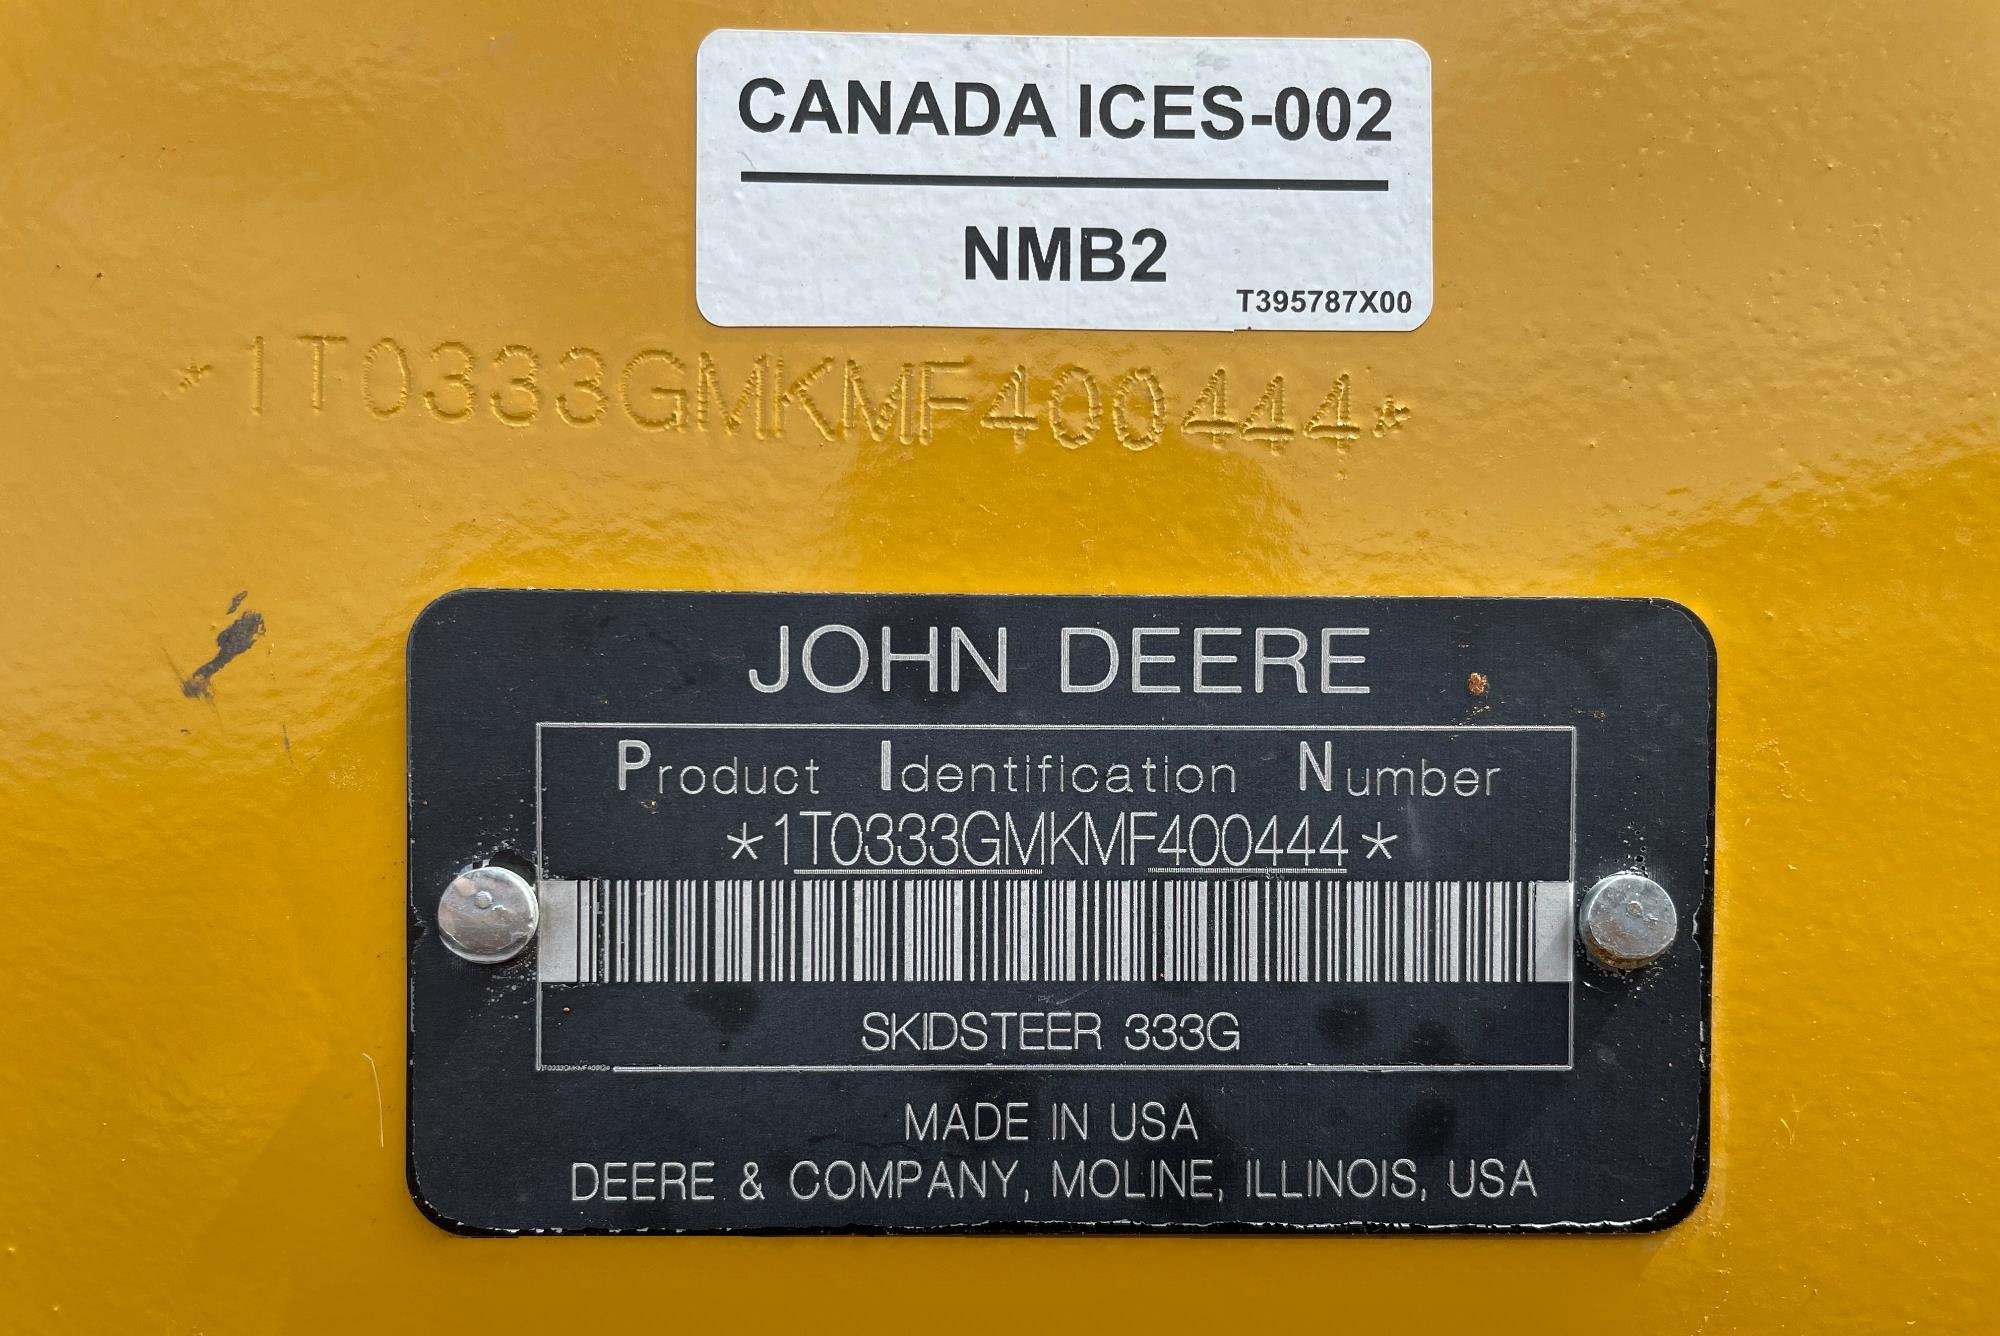 CANADA ICES-002
NMB2
T395787X00
*1T0333GMKMF400444*
JOHN DEERE
Product Identification Number
*1T0333GMKMF400444*
SKIDSTEER 333G
MADE IN USA
DEERE & COMPANY, MOLINE, ILLINOIS, USA